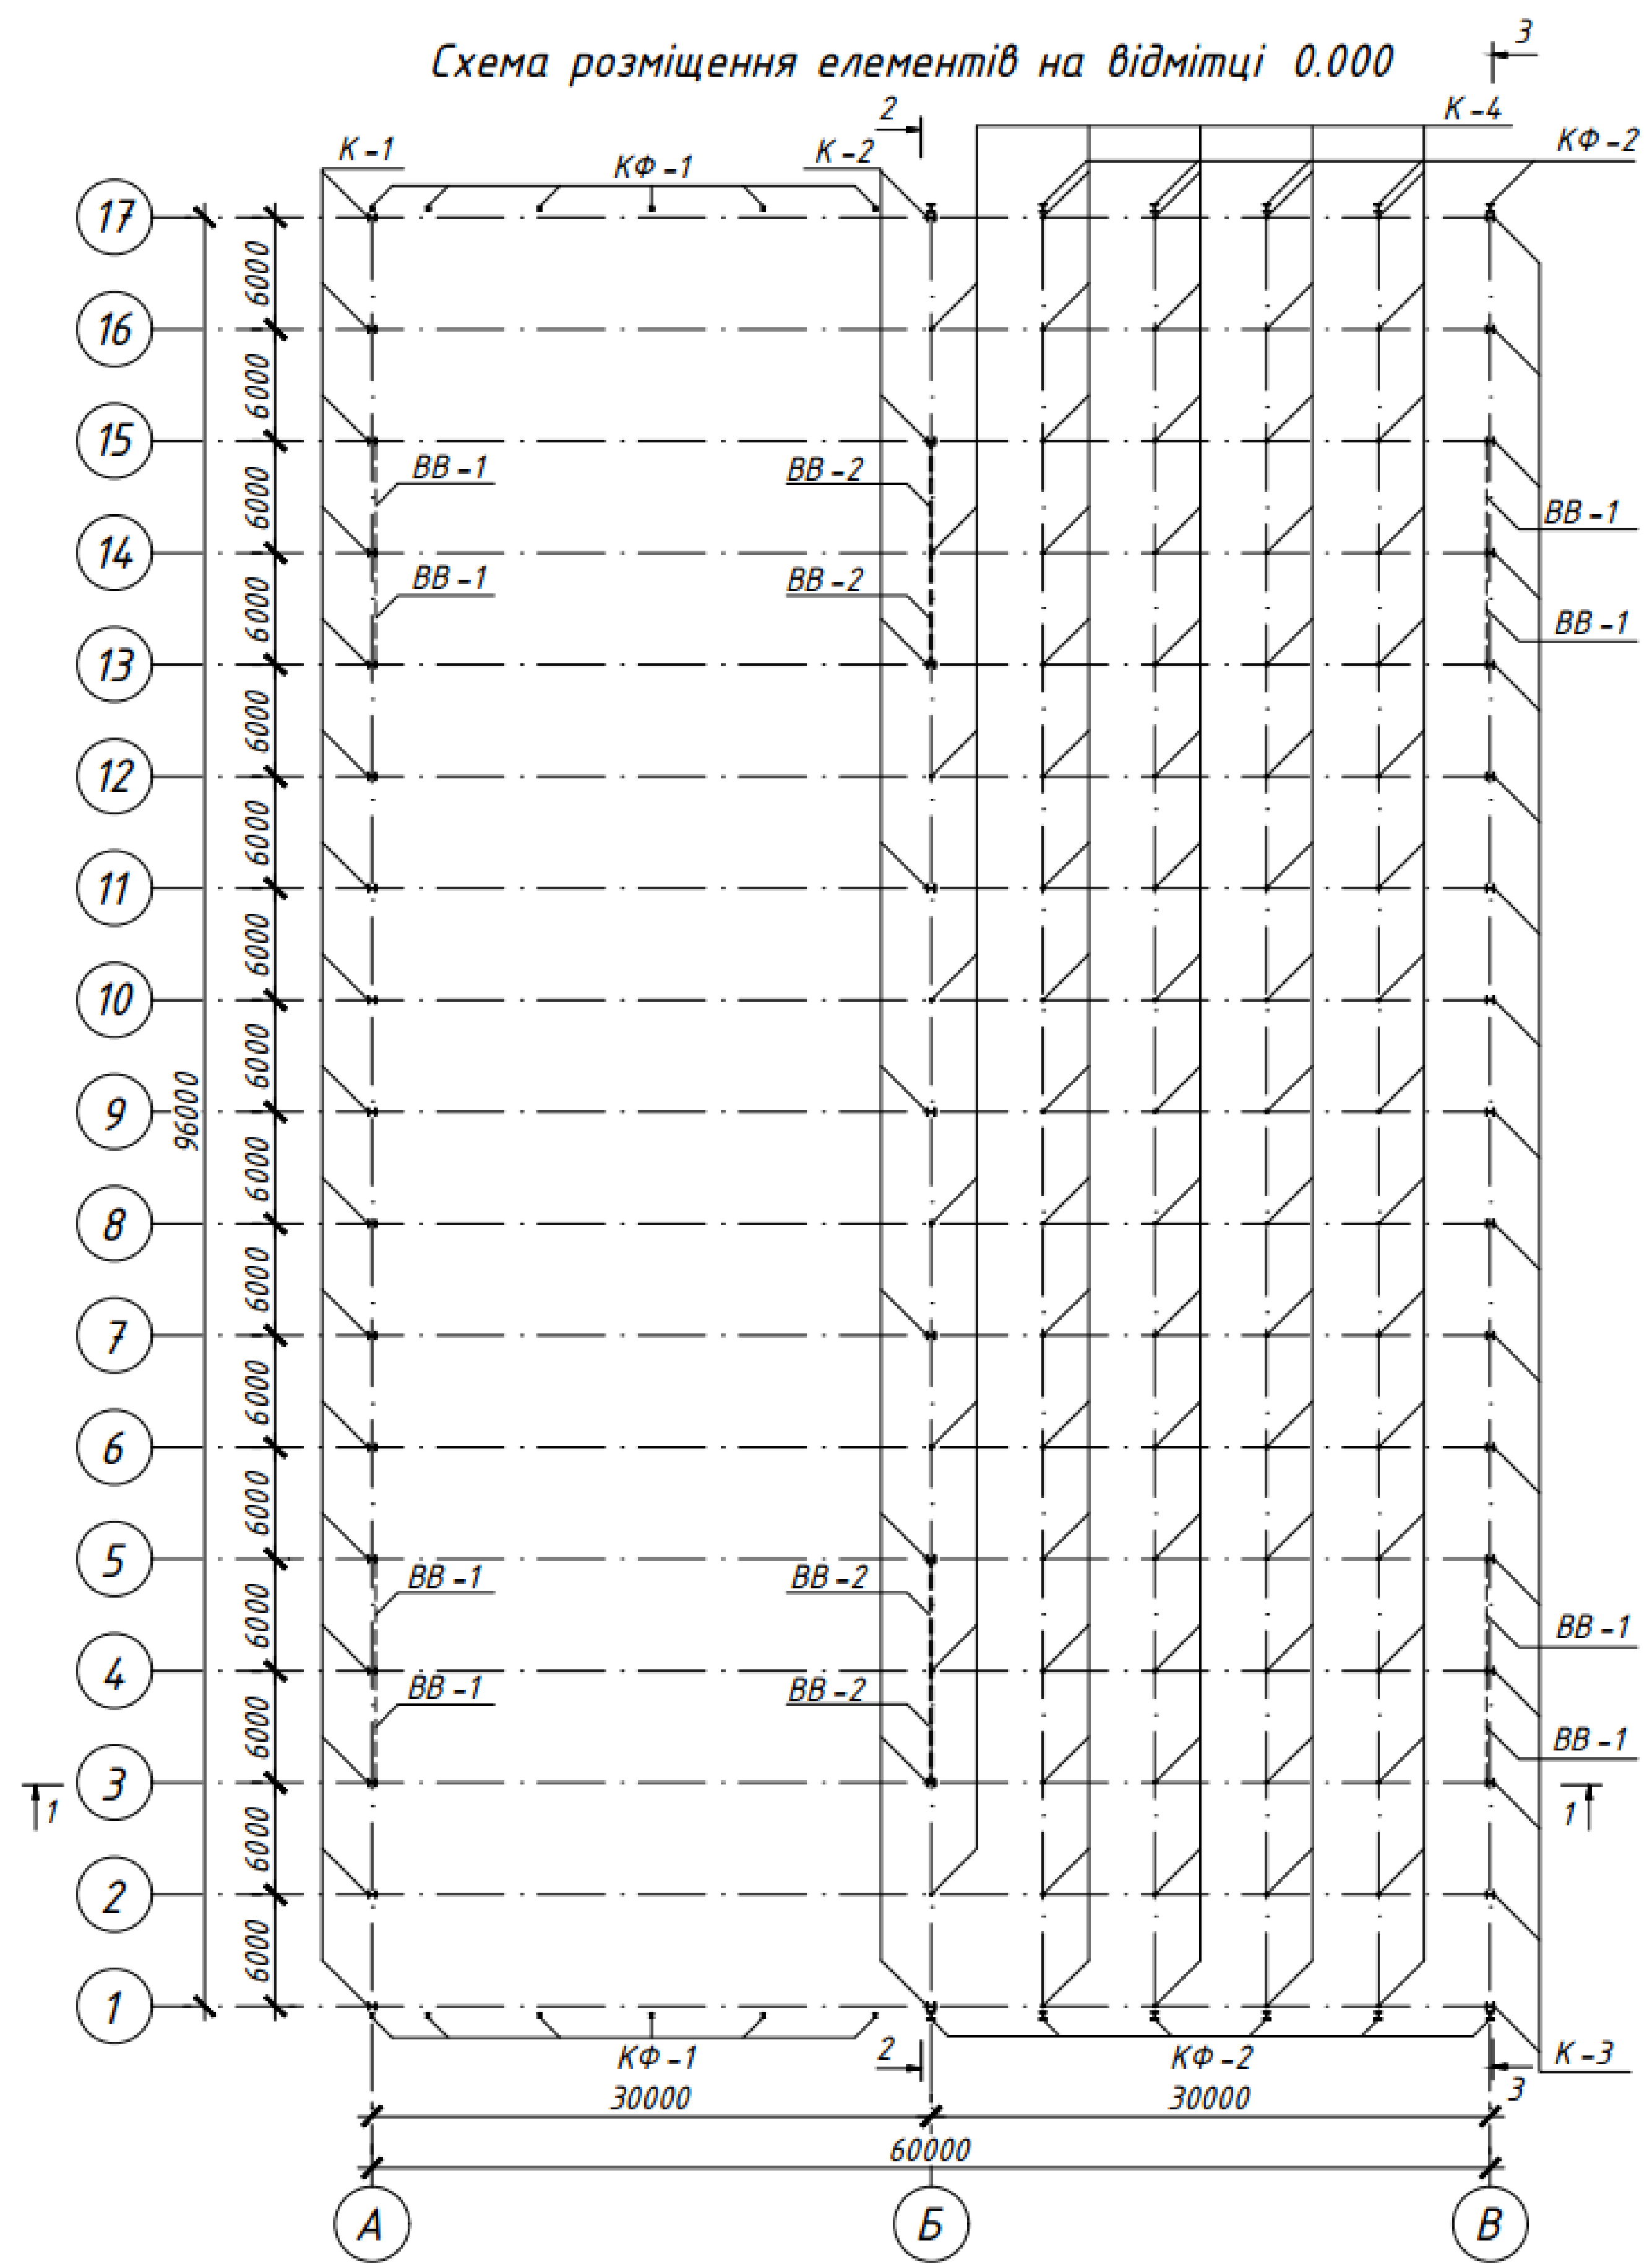 Схема розміщення елементів на відмітці 0.000
3
2
К-4
К-1
КФ-1
К-2
КФ-2
17
6000
16
6000
15
ВВ-1
ВВ-2
6000
ВВ-1
14
ВВ-1
ВВ-2
6000
ВВ-1
13
6000
12
6000
11
6000
10
6000
96000
9
6000
8
6000
7
6000
6
6000
5
ВВ-1
ВВ-2
6000
ВВ-1
4
ВВ-1
ВВ-2
6000
ВВ-1
3
1
1
6000
2
6000
1
КФ-1
2
КФ-2
К-3
3
30000
30000
60000
А
Б
В